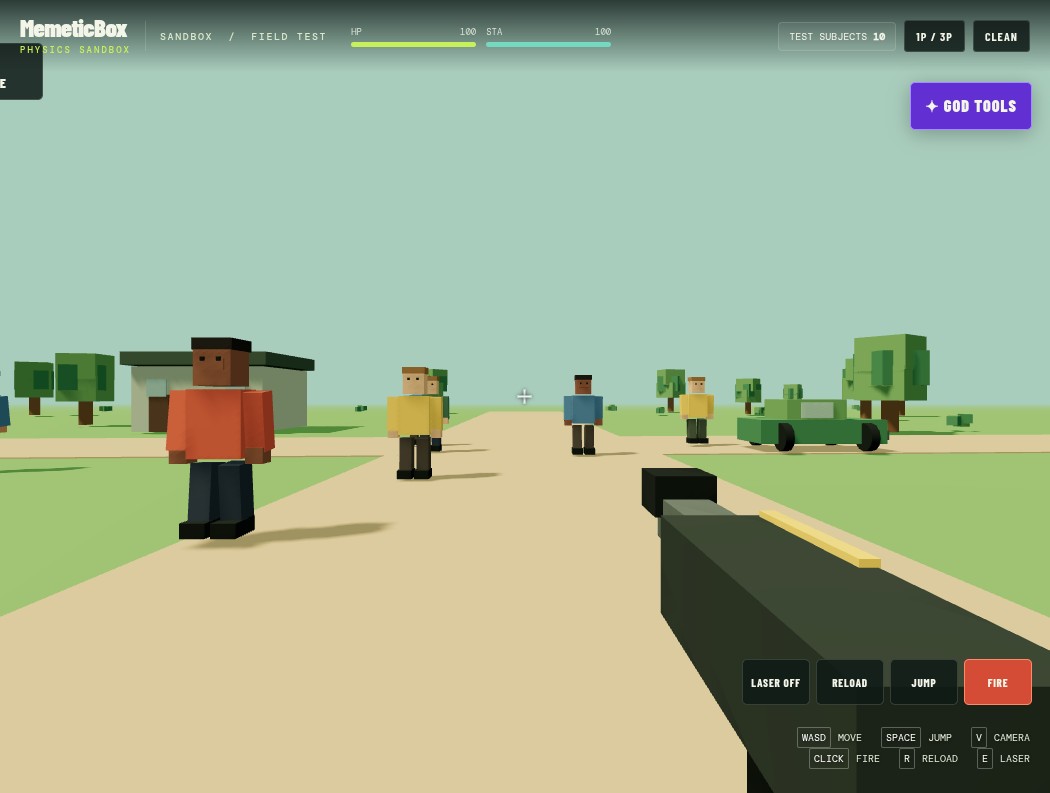 MemeticBox
PHYSICS SANDBOX
SANDBOX / FIELD TEST
HP 100
STA 100
TEST SUBJECTS 10
1P / 3P
CLEAN
E
✦ GOD TOOLS
LASER OFF
RELOAD
JUMP
FIRE
WASD MOVE SPACE JUMP V CAMERA
CLICK FIRE R RELOAD E LASER